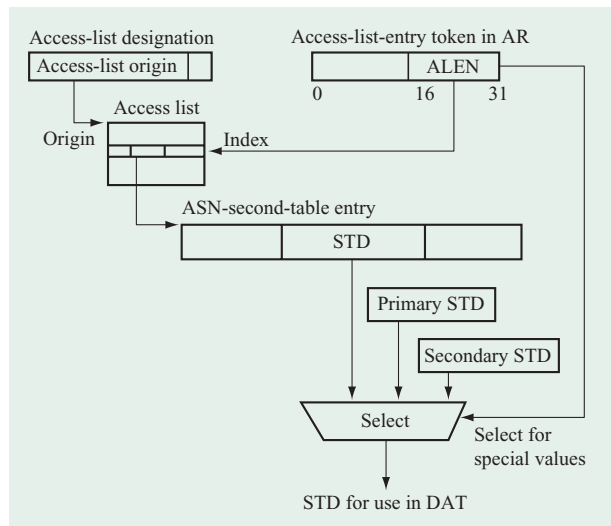 Access-list designation
Access-list-entry token in AR
Access-list origin
ALEN
0
16
31
Access list
Origin
Index
ASN-second-table entry
STD
Primary STD
Secondary STD
Select
Select for
special values
STD for use in DAT